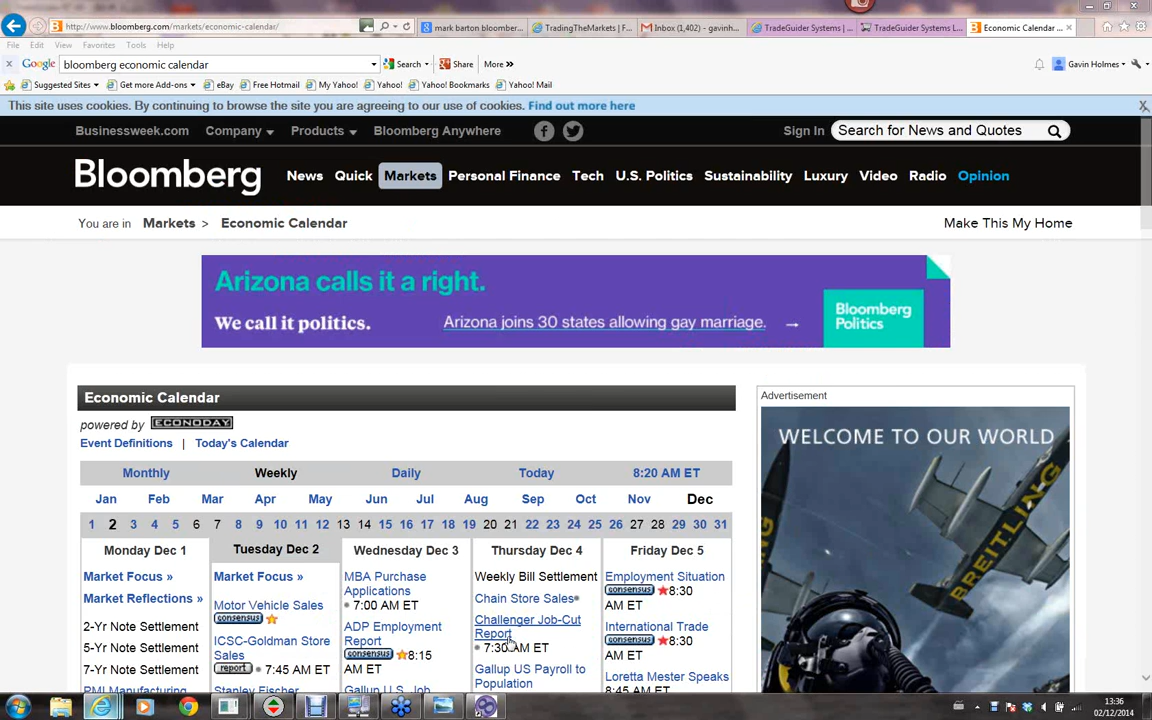 http://www.bloomberg.com/markets/economic-calendar/
mark barton bloomber...
TradingTheMarkets | F...
Inbox (1,402) - gavinh...
TradeGuider Systems | ...
TradeGuider Systems L...
Economic Calendar ...
File Edit View Favorites Tools Help
Google bloomberg economic calendar Search Share More »
Gavin Holmes
Suggested Sites Get more Add-ons eBay Free Hotmail My Yahoo! Yahoo! Yahoo! Bookmarks Yahoo! Mail
This site uses cookies. By continuing to browse the site you are agreeing to our use of cookies. Find out more here
X
Businessweek.com Company Products Bloomberg Anywhere Sign In Search for News and Quotes
Bloomberg News Quick Markets Personal Finance Tech U.S. Politics Sustainability Luxury Video Radio Opinion
You are in Markets > Economic Calendar Make This My Home
Arizona calls it a right.
We call it politics.
Arizona joins 30 states allowing gay marriage. →
Bloomberg
Politics
Economic Calendar
powered by ECONODAY
Event Definitions | Today's Calendar
Monthly Weekly Daily Today 8:20 AM ET
Jan Feb Mar Apr May Jun Jul Aug Sep Oct Nov Dec
1 2 3 4 5 6 7 8 9 10 11 12 13 14 15 16 17 18 19 20 21 22 23 24 25 26 27 28 29 30 31
Monday Dec 1
Market Focus »
Market Reflections »
2-Yr Note Settlement
5-Yr Note Settlement
7-Yr Note Settlement
PMI Manufacturing
Tuesday Dec 2
Market Focus »
Motor Vehicle Sales
consensus
ICSC-Goldman Store
Sales
report 7:45 AM ET
Stanley Fischer
Wednesday Dec 3
MBA Purchase
Applications
7:00 AM ET
ADP Employment
Report
consensus 8:15
AM ET
Gallup U.S. Job
Thursday Dec 4
Weekly Bill Settlement
Chain Store Sales
Challenger Job-Cut
Report
7:30 AM ET
Gallup US Payroll to
Population
Friday Dec 5
Employment Situation
consensus 8:30
AM ET
International Trade
consensus 8:30
AM ET
Loretta Mester Speaks
8:45 AM ET
Advertisement
WELCOME TO OUR WORLD
BREITLING
13:36
02/12/2014